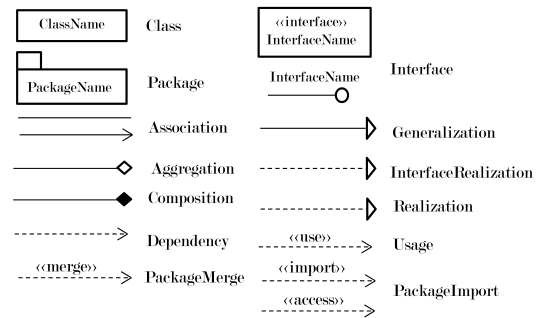 ClassName
Class
PackageName
Package
Association
Aggregation
Composition
Dependency
‹‹merge››
PackageMerge
‹‹interface››
InterfaceName
InterfaceName
Interface
Generalization
InterfaceRealization
Realization
‹‹use››
Usage
‹‹import››
PackageImport
‹‹access››